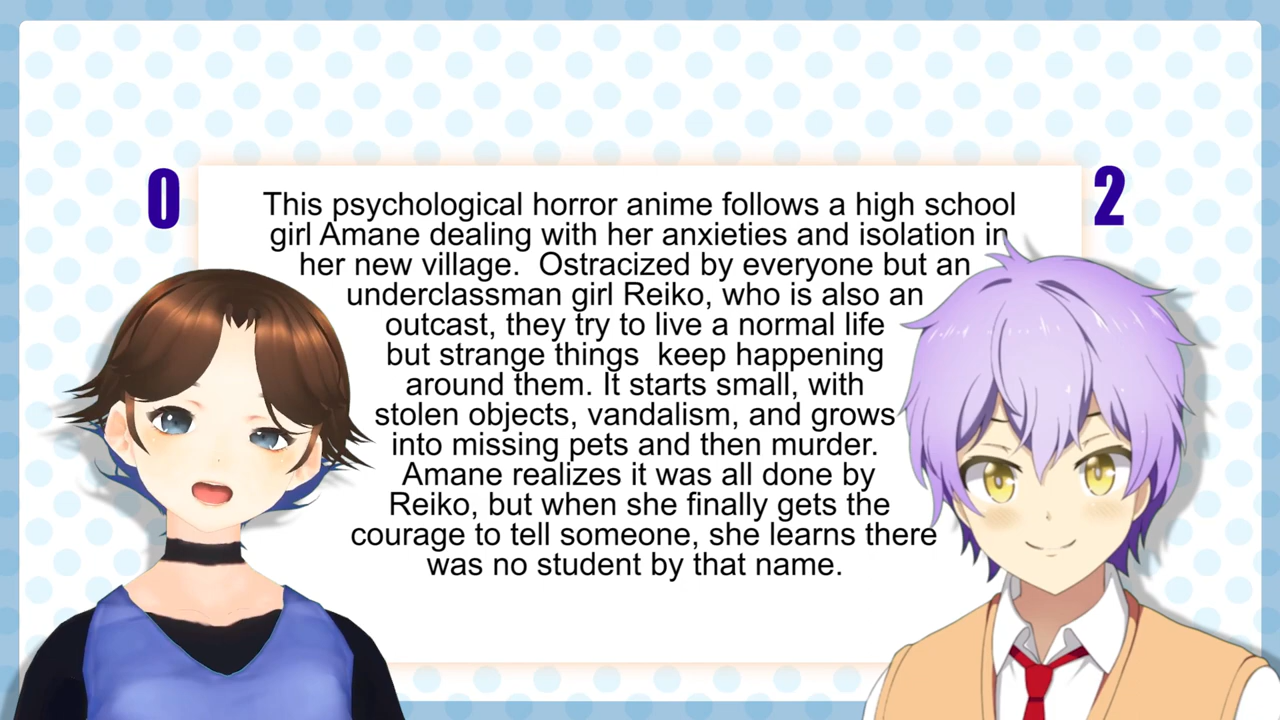 0
2
This psychological horror anime follows a high school
girl Amane dealing with her anxieties and isolation in
her new village.  Ostracized by everyone but an
underclassman girl Reiko, who is also an
outcast, they try to live a normal life
but strange things  keep happening
around them. It starts small, with
stolen objects, vandalism, and grows
into missing pets and then murder.
Amane realizes it was all done by
Reiko, but when she finally gets the
courage to tell someone, she learns there
was no student by that name.